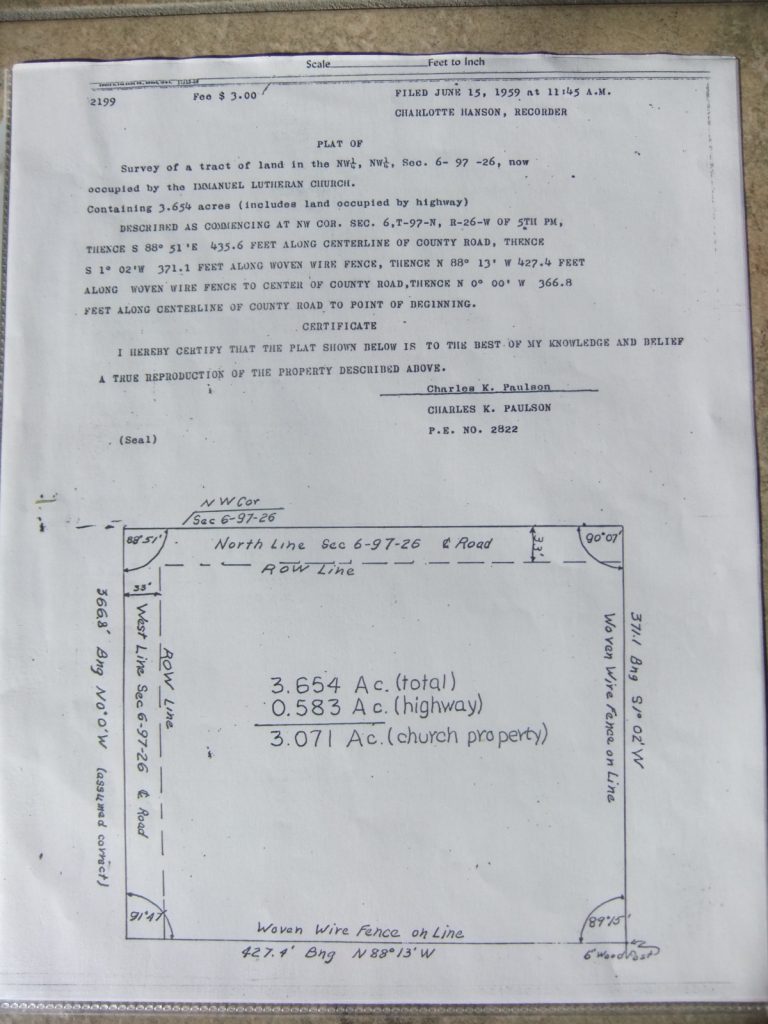 Scale Feet to Inch
2199 Fee $ 3.00 FILED JUNE 15, 1959 at 11:45 A.M.
CHARLOTTE HANSON, RECORDER
PLAT OF
Survey of a tract of land in the NW¼, NW¼, Sec. 6- 97 -26, now
occupied by the IMMANUEL LUTHERAN CHURCH.
Containing 3.654 acres (includes land occupied by highway)
DESCRIBED AS COMMENCING AT NW COR. SEC. 6,T-97-N, R-26-W OF 5TH PM,
THENCE S 88° 51 'E 435.6 FEET ALONG CENTERLINE OF COUNTY ROAD, THENCE
S 1° 02'W 371.1 FEET ALONG WOVEN WIRE FENCE, THENCE N 88° 13' W 427.4 FEET
ALONG WOVEN WIRE FENCE TO CENTER OF COUNTY ROAD,THENCE N 0° 00' W 366.8
FEET ALONG CENTERLINE OF COUNTY ROAD TO POINT OF BEGINNING.
CERTIFICATE
I HEREBY CERTIFY THAT THE PLAT SHOWN BELOW IS TO THE BEST OF MY KNOWLEDGE AND BELIEF
A TRUE REPRODUCTION OF THE PROPERTY DESCRIBED ABOVE.
Charles K. Paulson
CHARLES K. PAULSON
P.E. NO. 2822
(Seal)
NW Cor
Sec 6-97-26
88°51'
North Line Sec 6-97-26 ℄ Road
33'
90°07'
ROW Line
33'
366.8' Bng N0°0'W (assumed correct)
West Line Sec 6-97-26 ℄ Road
ROW Line
3.654 Ac. (total)
0.583 Ac. (highway)
3.071 Ac. (church property)
Woven Wire Fence on Line
371.1 Bng S1° 02' W
91°47'
89°15'
Woven Wire Fence on Line
427.4' Bng N 88°13' W
6" Wood Post